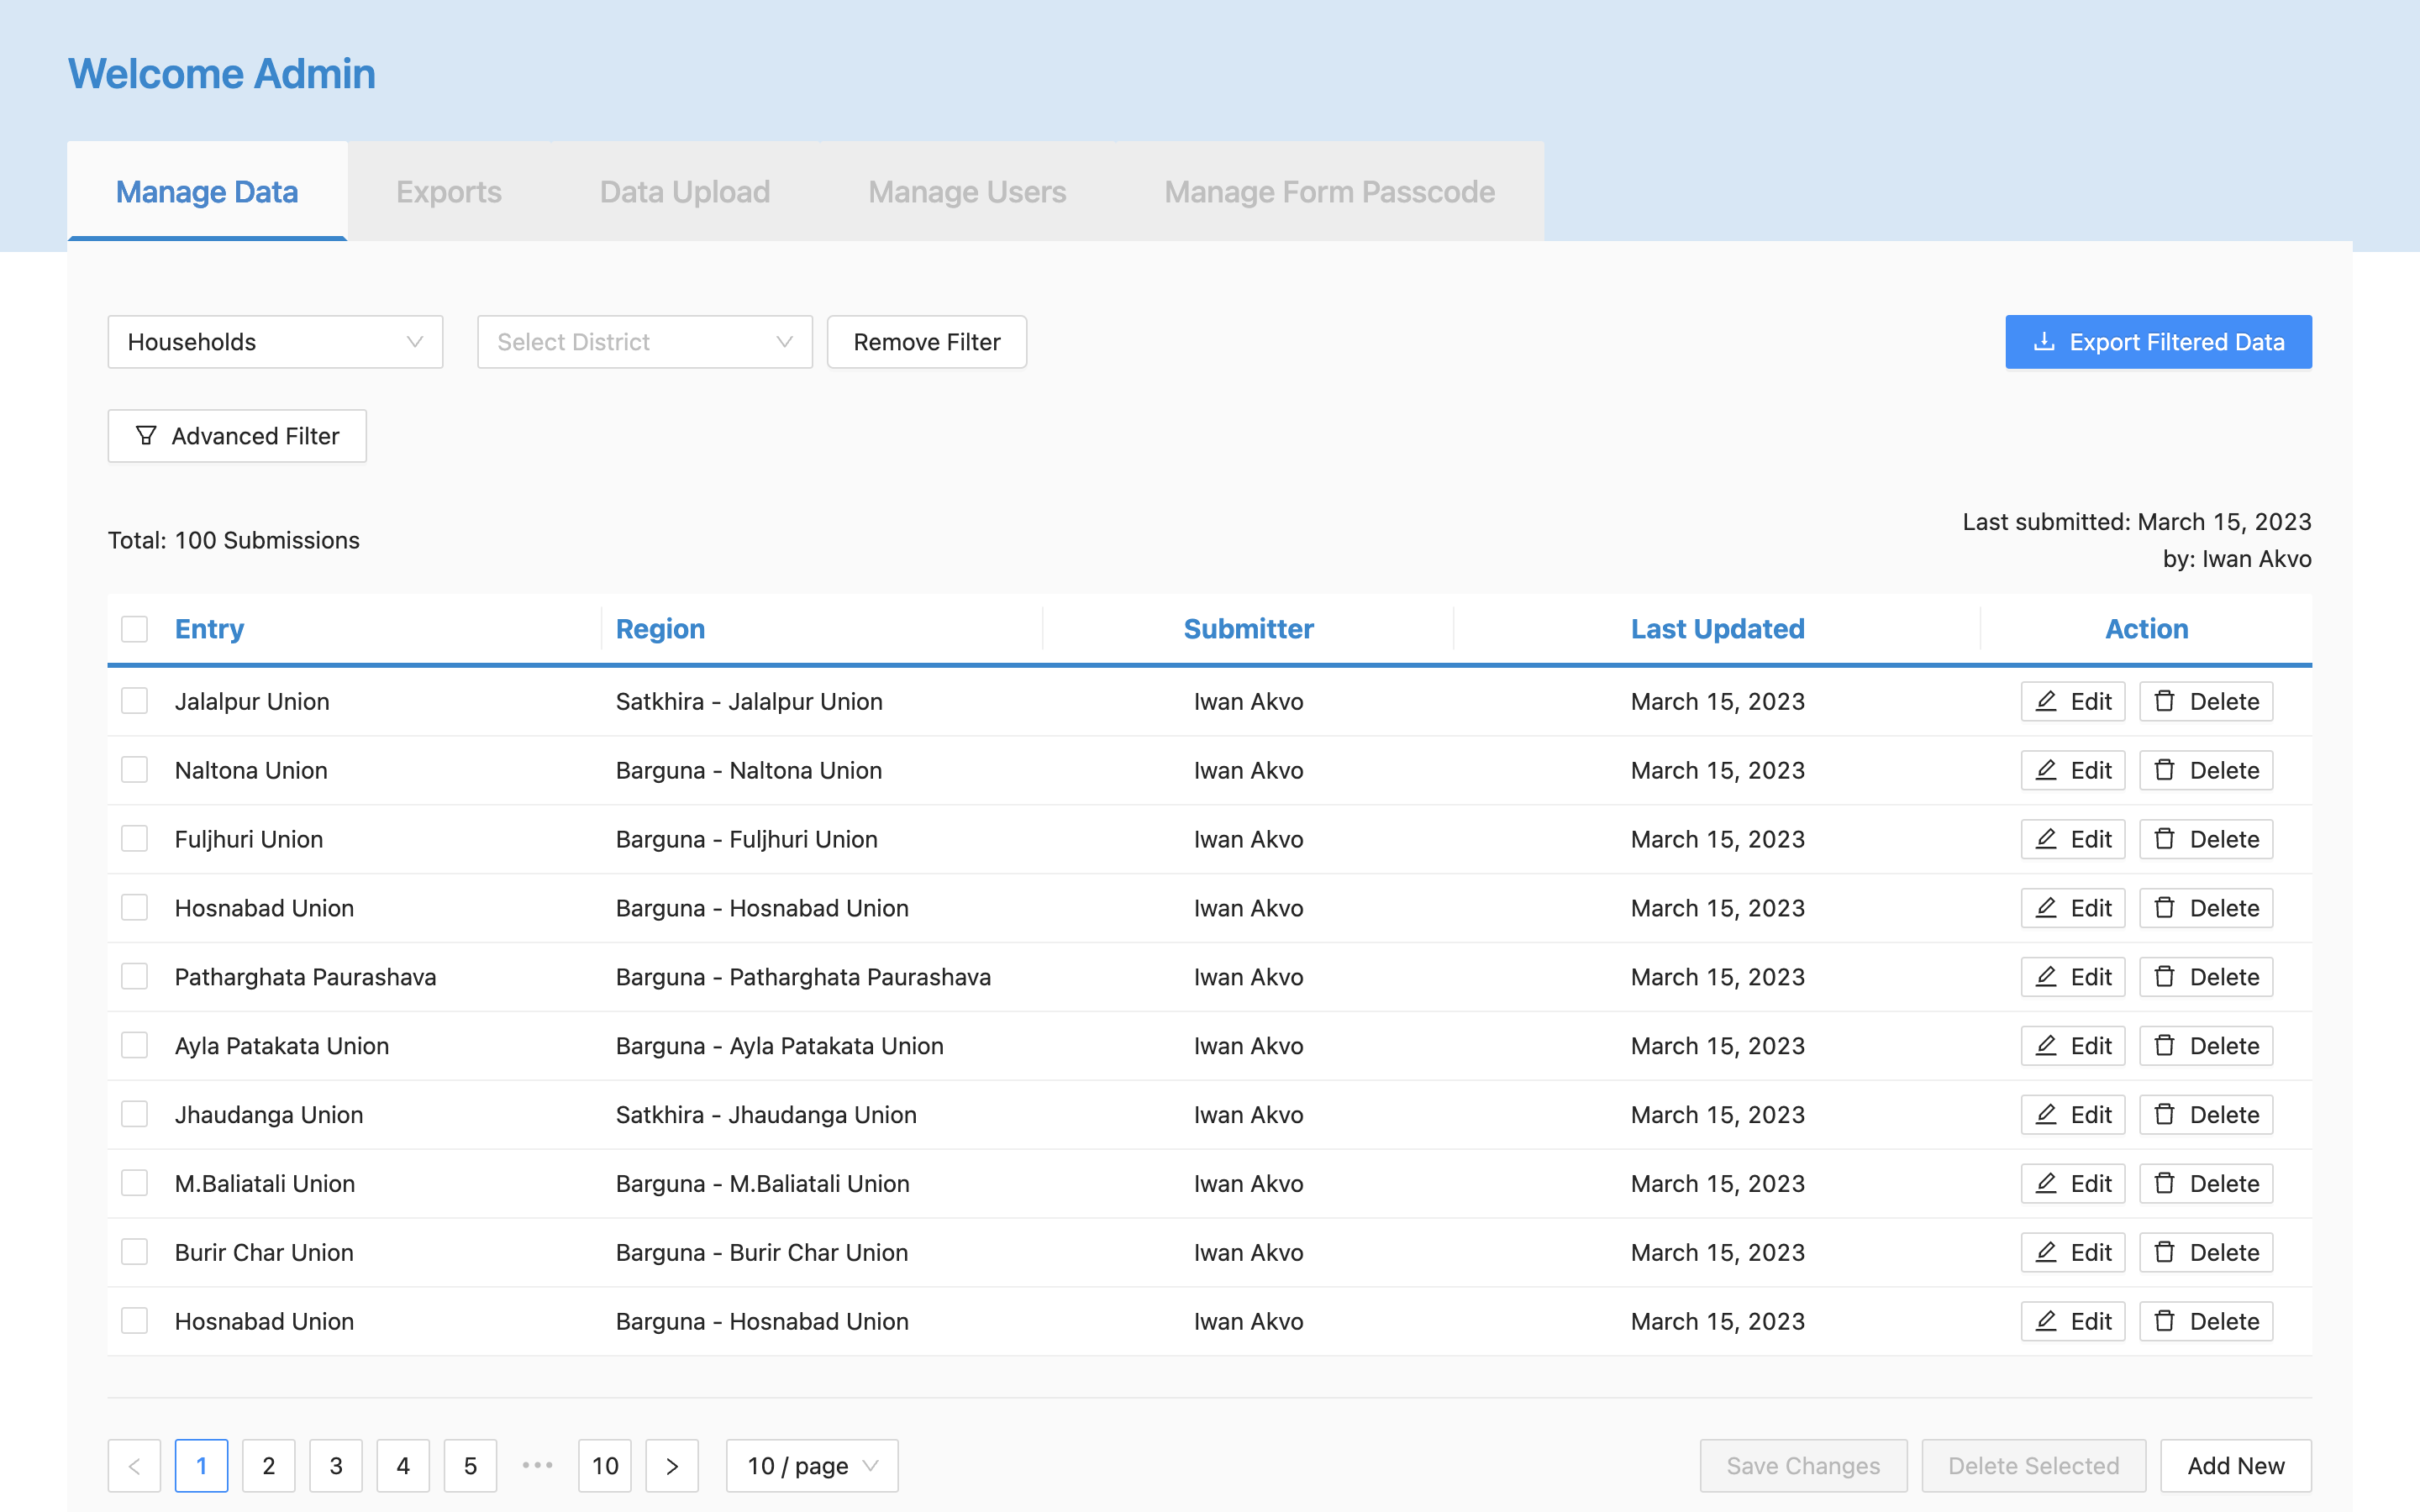 Welcome Admin
Manage Data Exports Data Upload Manage Users Manage Form Passcode
Households Select District Remove Filter Export Filtered Data
Advanced Filter
Total: 100 Submissions
Last submitted: March 15, 2023
by: Iwan Akvo
Entry Region Submitter Last Updated Action
Jalalpur Union Satkhira - Jalalpur Union Iwan Akvo March 15, 2023 Edit Delete
Naltona Union Barguna - Naltona Union Iwan Akvo March 15, 2023 Edit Delete
Fuljhuri Union Barguna - Fuljhuri Union Iwan Akvo March 15, 2023 Edit Delete
Hosnabad Union Barguna - Hosnabad Union Iwan Akvo March 15, 2023 Edit Delete
Patharghata Paurashava Barguna - Patharghata Paurashava Iwan Akvo March 15, 2023 Edit Delete
Ayla Patakata Union Barguna - Ayla Patakata Union Iwan Akvo March 15, 2023 Edit Delete
Jhaudanga Union Satkhira - Jhaudanga Union Iwan Akvo March 15, 2023 Edit Delete
M.Baliatali Union Barguna - M.Baliatali Union Iwan Akvo March 15, 2023 Edit Delete
Burir Char Union Barguna - Burir Char Union Iwan Akvo March 15, 2023 Edit Delete
Hosnabad Union Barguna - Hosnabad Union Iwan Akvo March 15, 2023 Edit Delete
< 1 2 3 4 5 ••• 10 > 10 / page Save Changes Delete Selected Add New